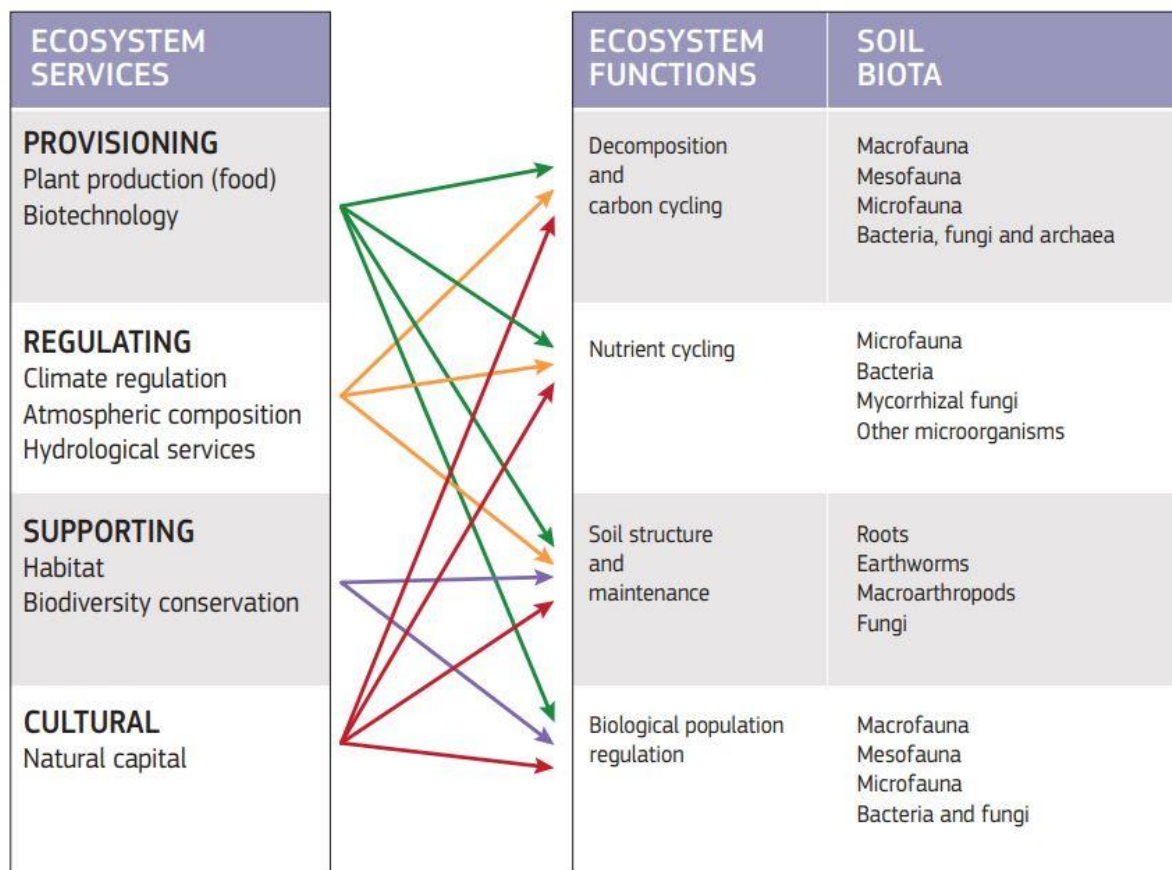 ECOSYSTEM
SERVICES
PROVISIONING
Plant production (food)
Biotechnology
REGULATING
Climate regulation
Atmospheric composition
Hydrological services
SUPPORTING
Habitat
Biodiversity conservation
CULTURAL
Natural capital
ECOSYSTEM
FUNCTIONS
SOIL
BIOTA
Decomposition
and
carbon cycling
Macrofauna
Mesofauna
Microfauna
Bacteria, fungi and archaea
Nutrient cycling
Microfauna
Bacteria
Mycorrhizal fungi
Other microorganisms
Soil structure
and
maintenance
Roots
Earthworms
Macroarthropods
Fungi
Biological population
regulation
Macrofauna
Mesofauna
Microfauna
Bacteria and fungi